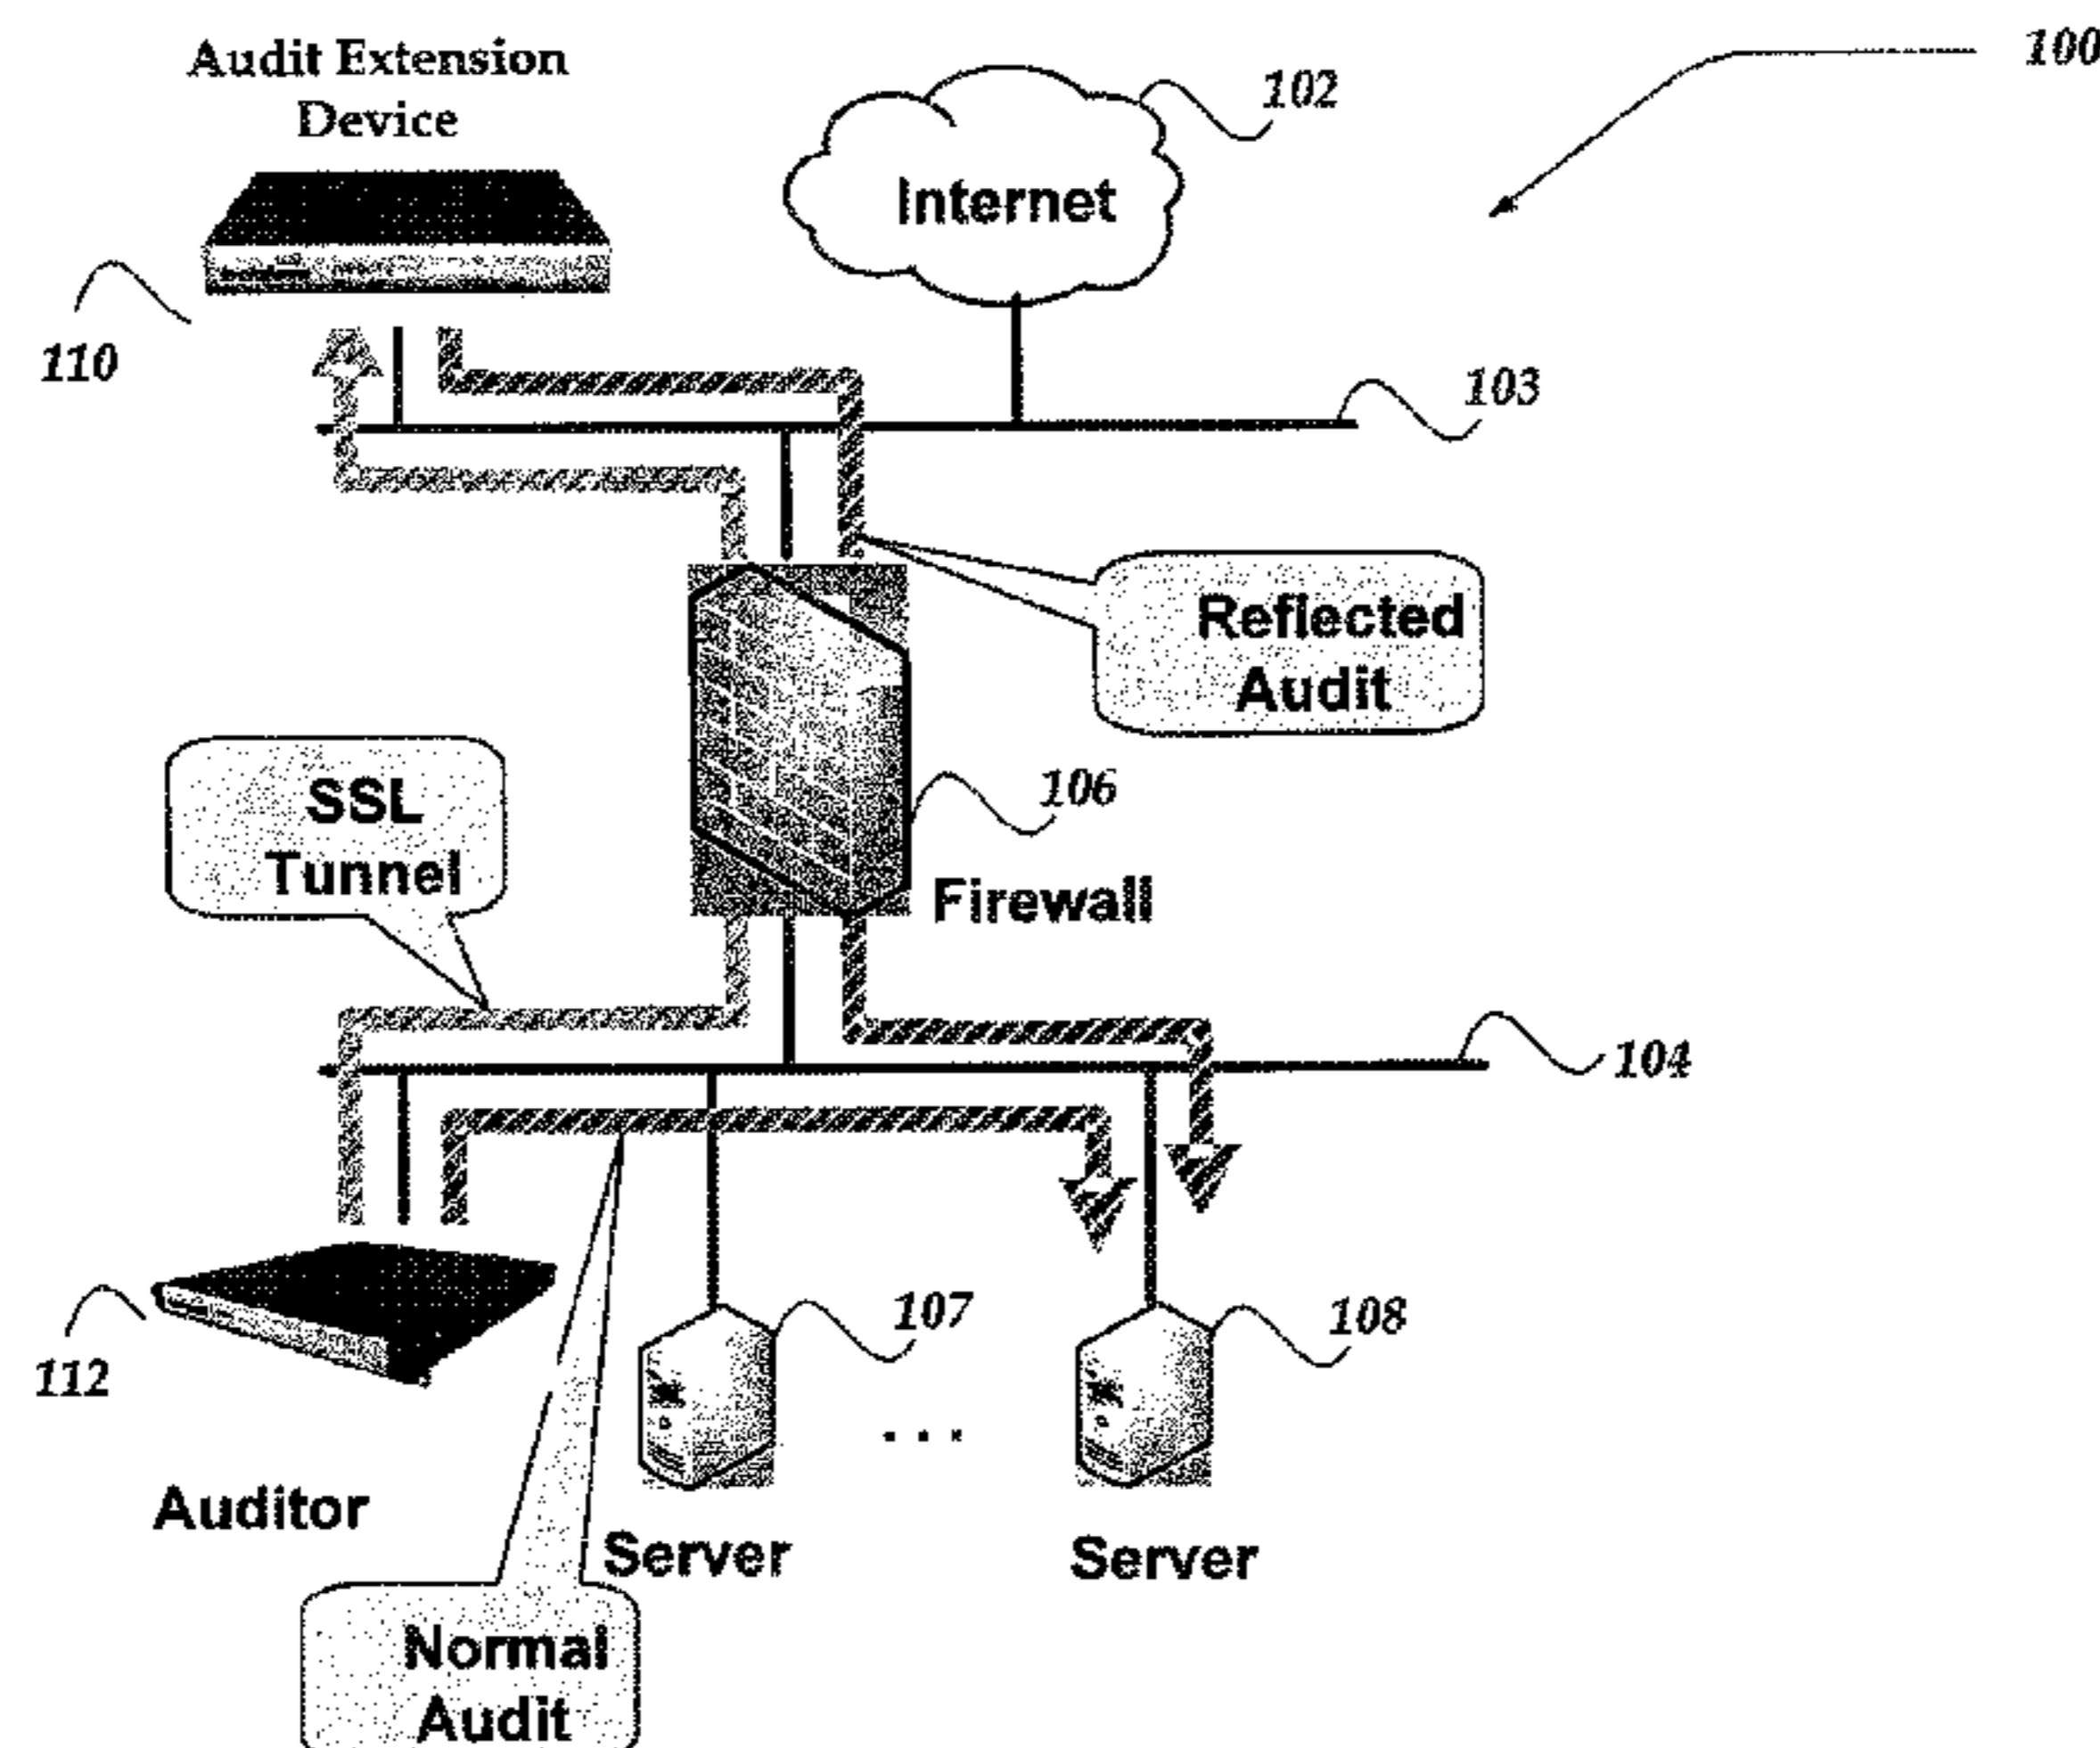 Audit Extension
Device
100
102
Internet
110
103
Reflected
Audit
SSL
Tunnel
106
Firewall
104
107
108
112
...
Auditor
Server
Server
Normal
Audit